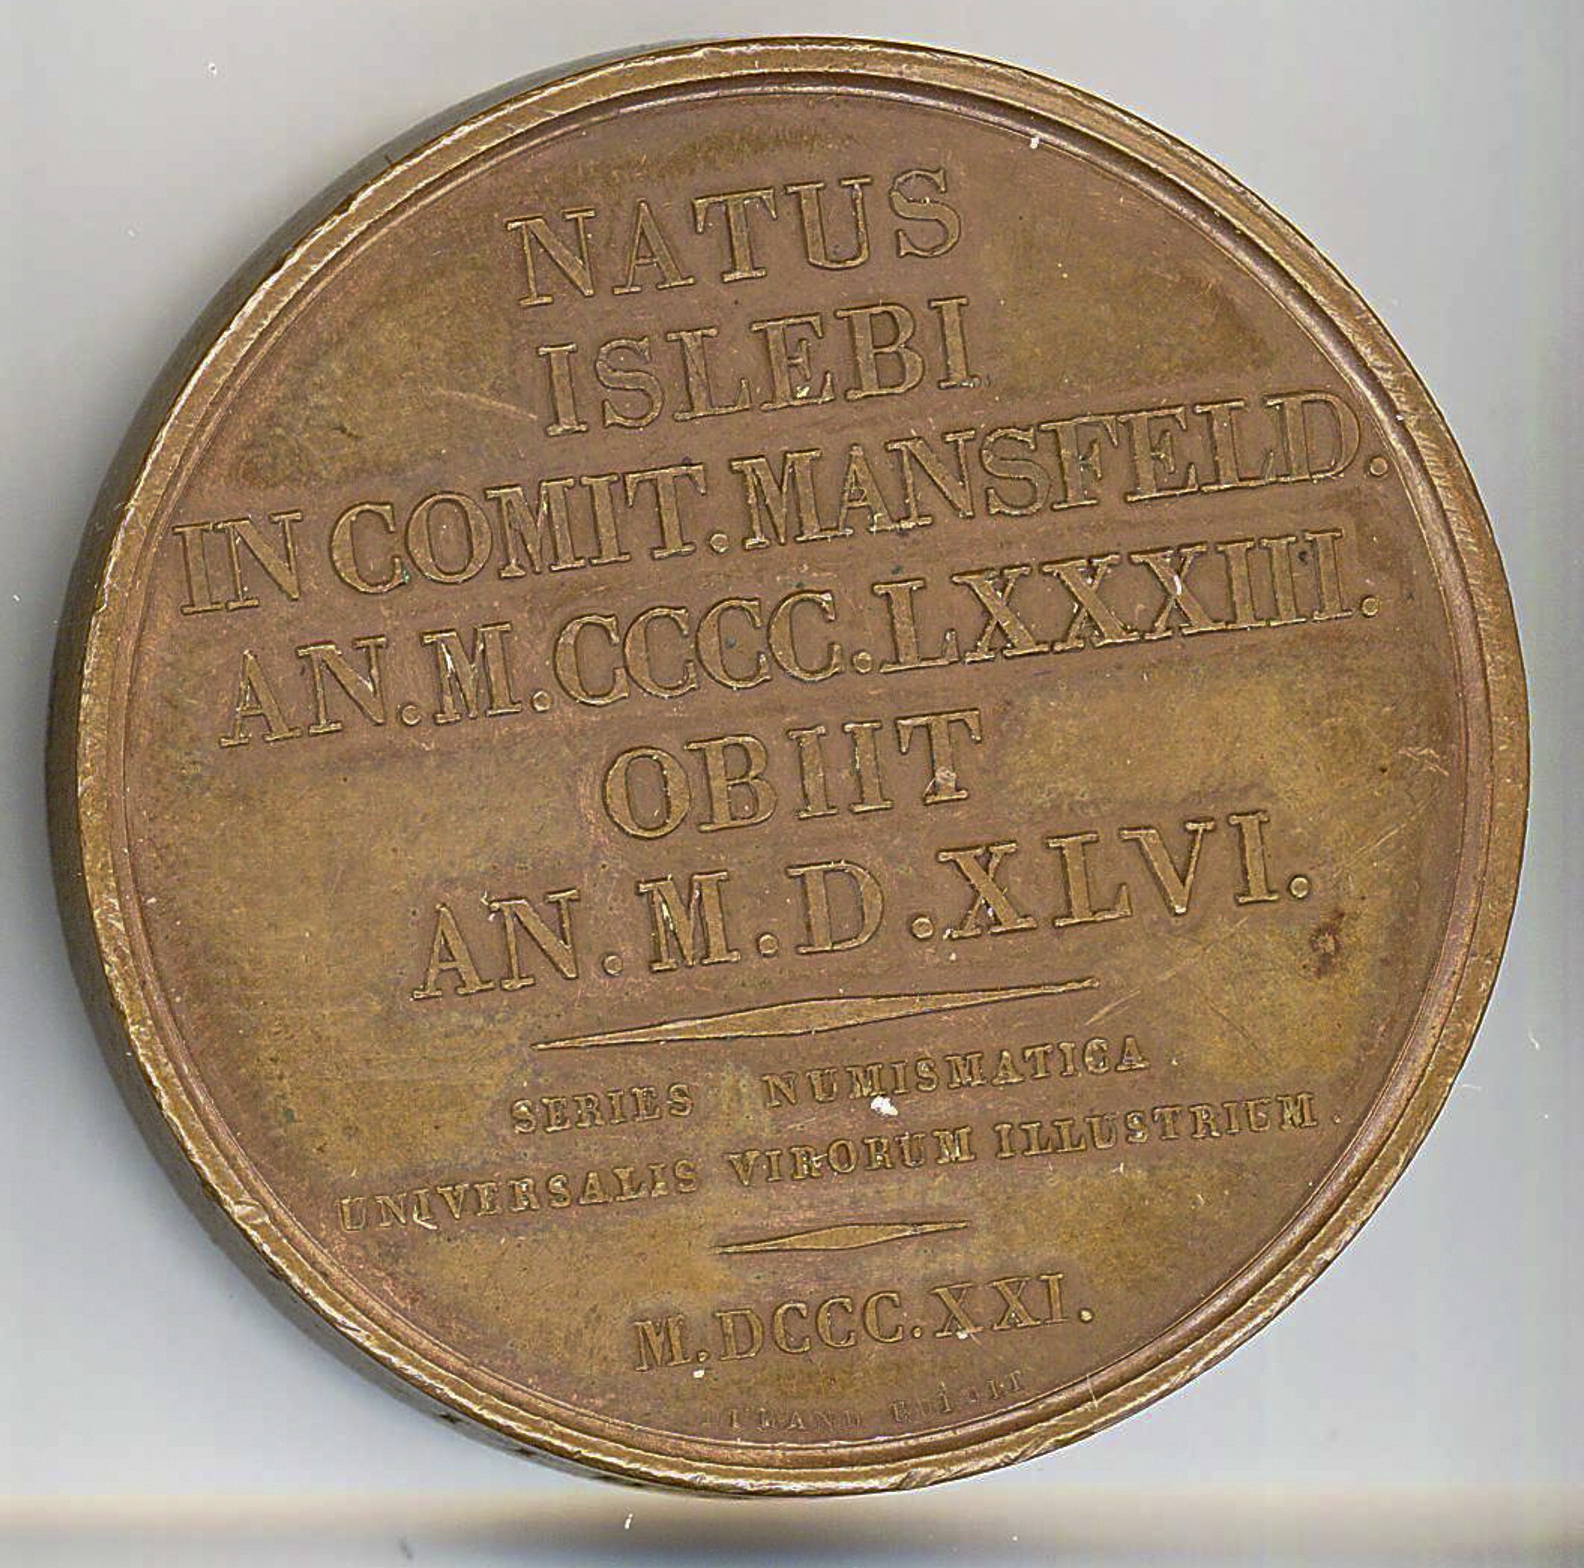 NATUS
ISLEBI
IN COMIT. MANSFELD.
AN. M. CCCC. LXXXIII.
OBIIT
AN. M. D. XLVI.
SERIES NUMISMATICA
UNIVERSALIS VIRORUM ILLUSTRIUM.
M. DCCC. XXI.